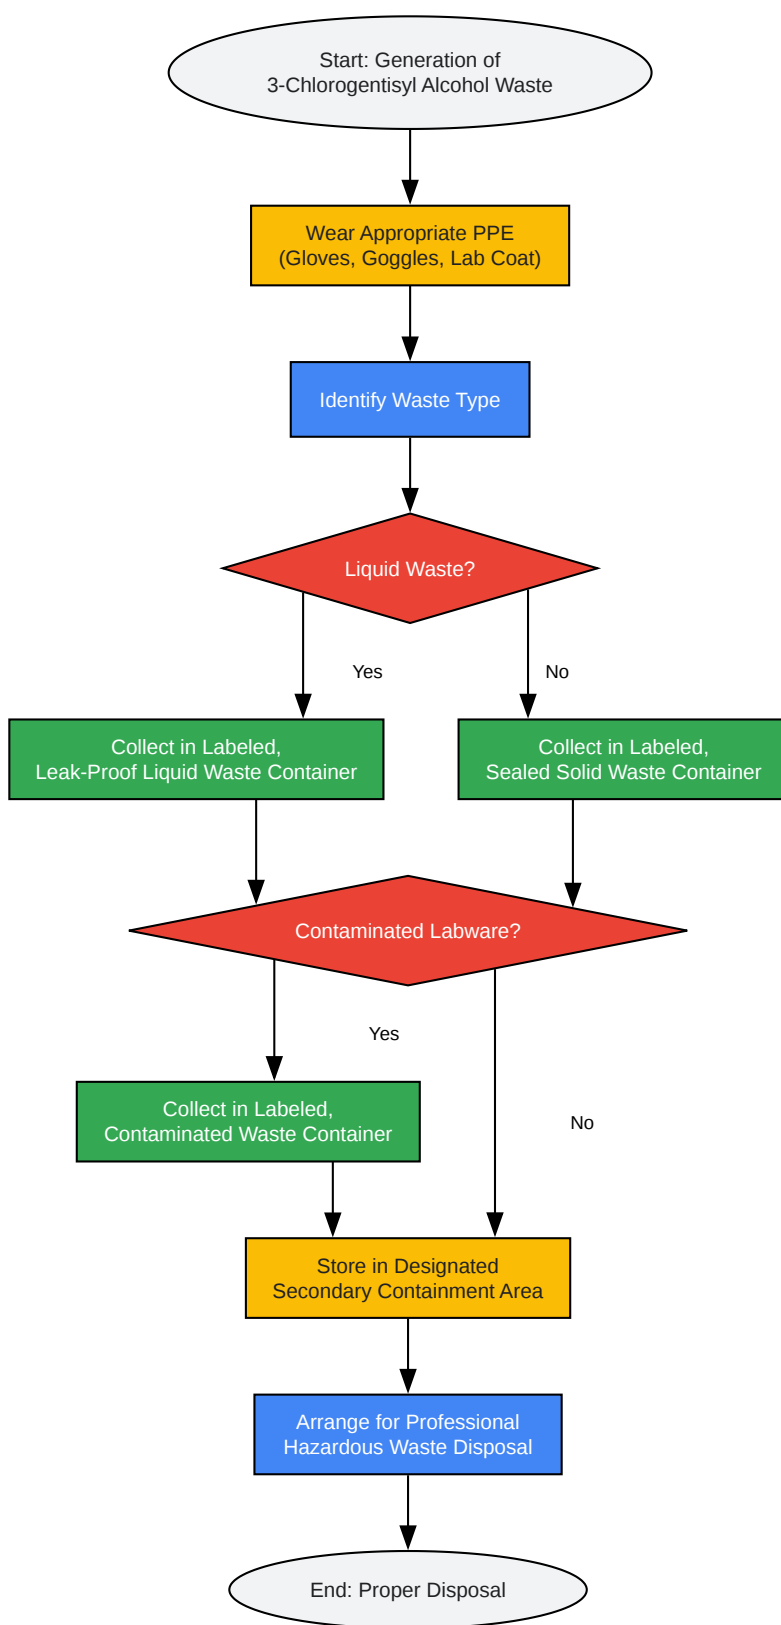 Start: Generation of
3-Chlorogentisyl Alcohol Waste
Wear Appropriate PPE
(Gloves, Goggles, Lab Coat)
Identify Waste Type
Liquid Waste?
Yes
No
Collect in Labeled,
Leak-Proof Liquid Waste Container
Collect in Labeled,
Sealed Solid Waste Container
Contaminated Labware?
Yes
Collect in Labeled,
Contaminated Waste Container
No
Store in Designated
Secondary Containment Area
Arrange for Professional
Hazardous Waste Disposal
End: Proper Disposal